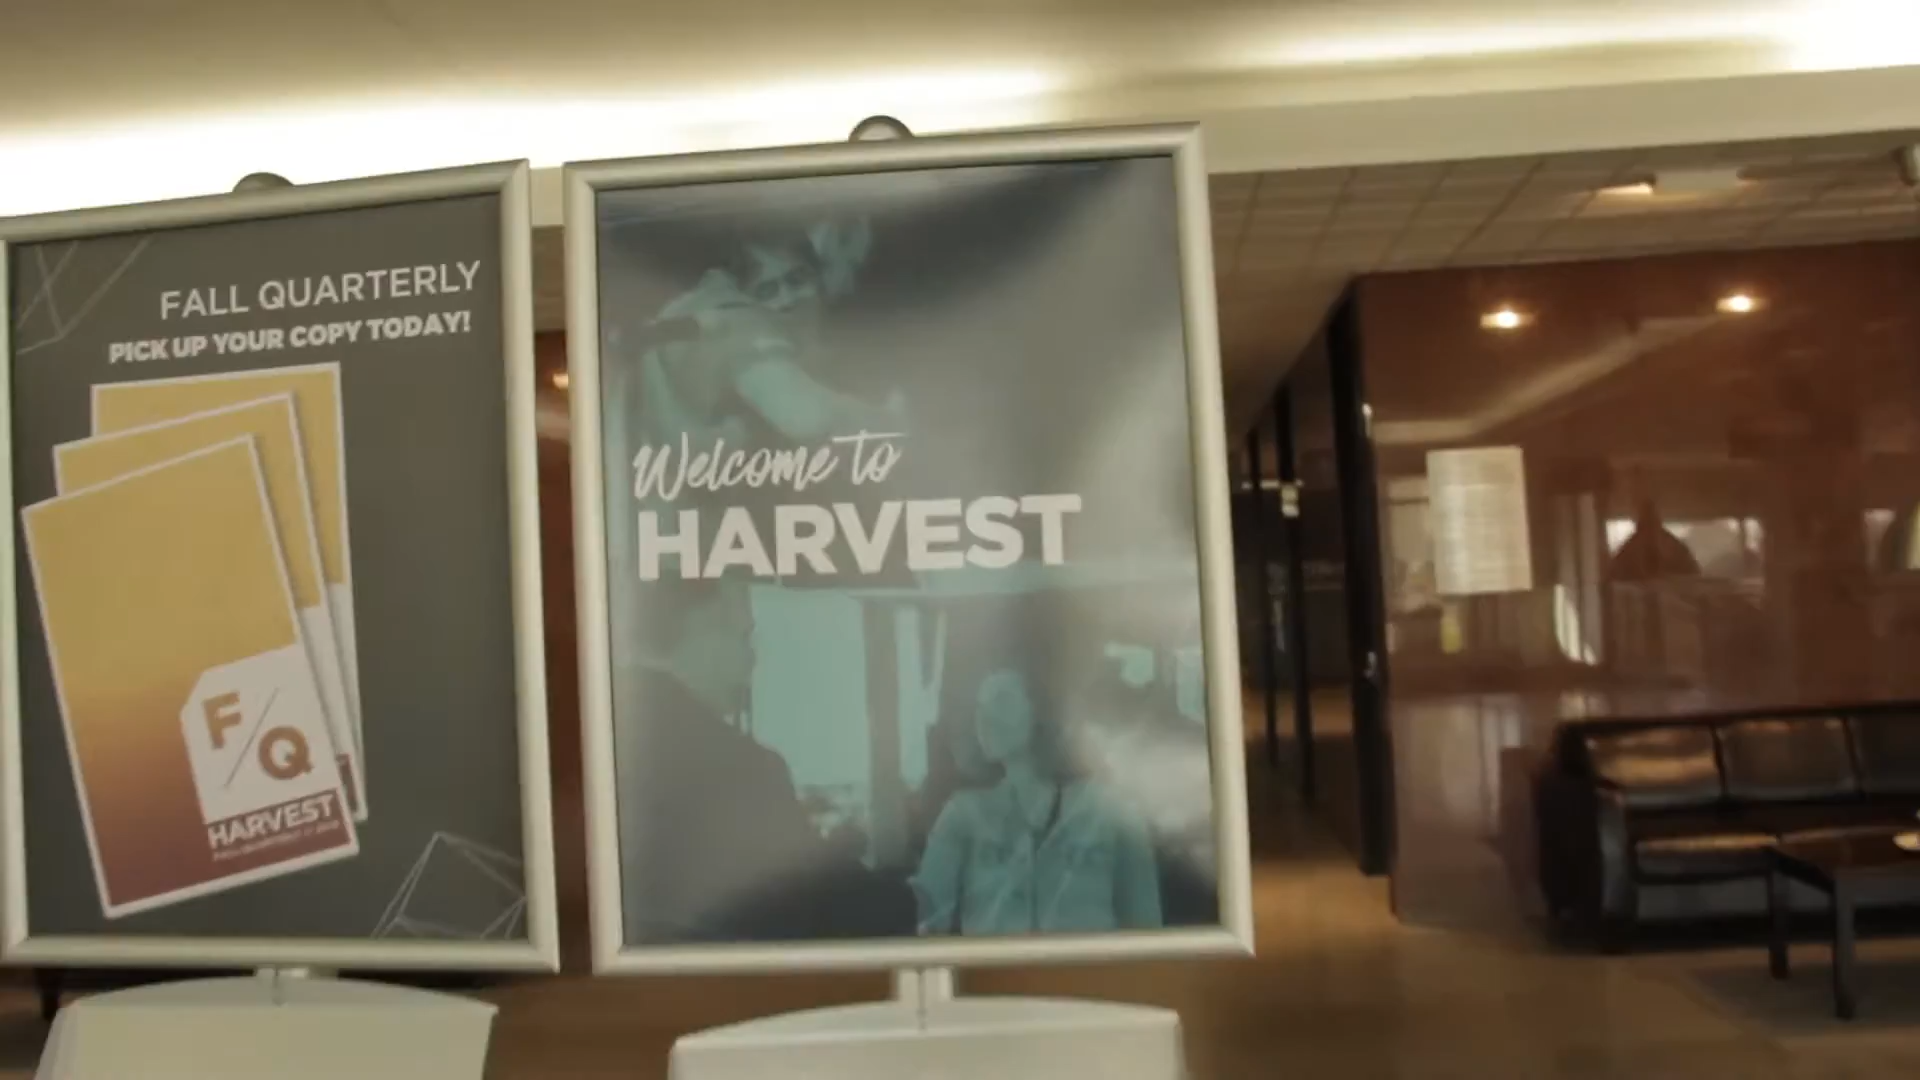 FALL QUARTERLY
PICK UP YOUR COPY TODAY!
F/Q
HARVEST
Welcome to
HARVEST